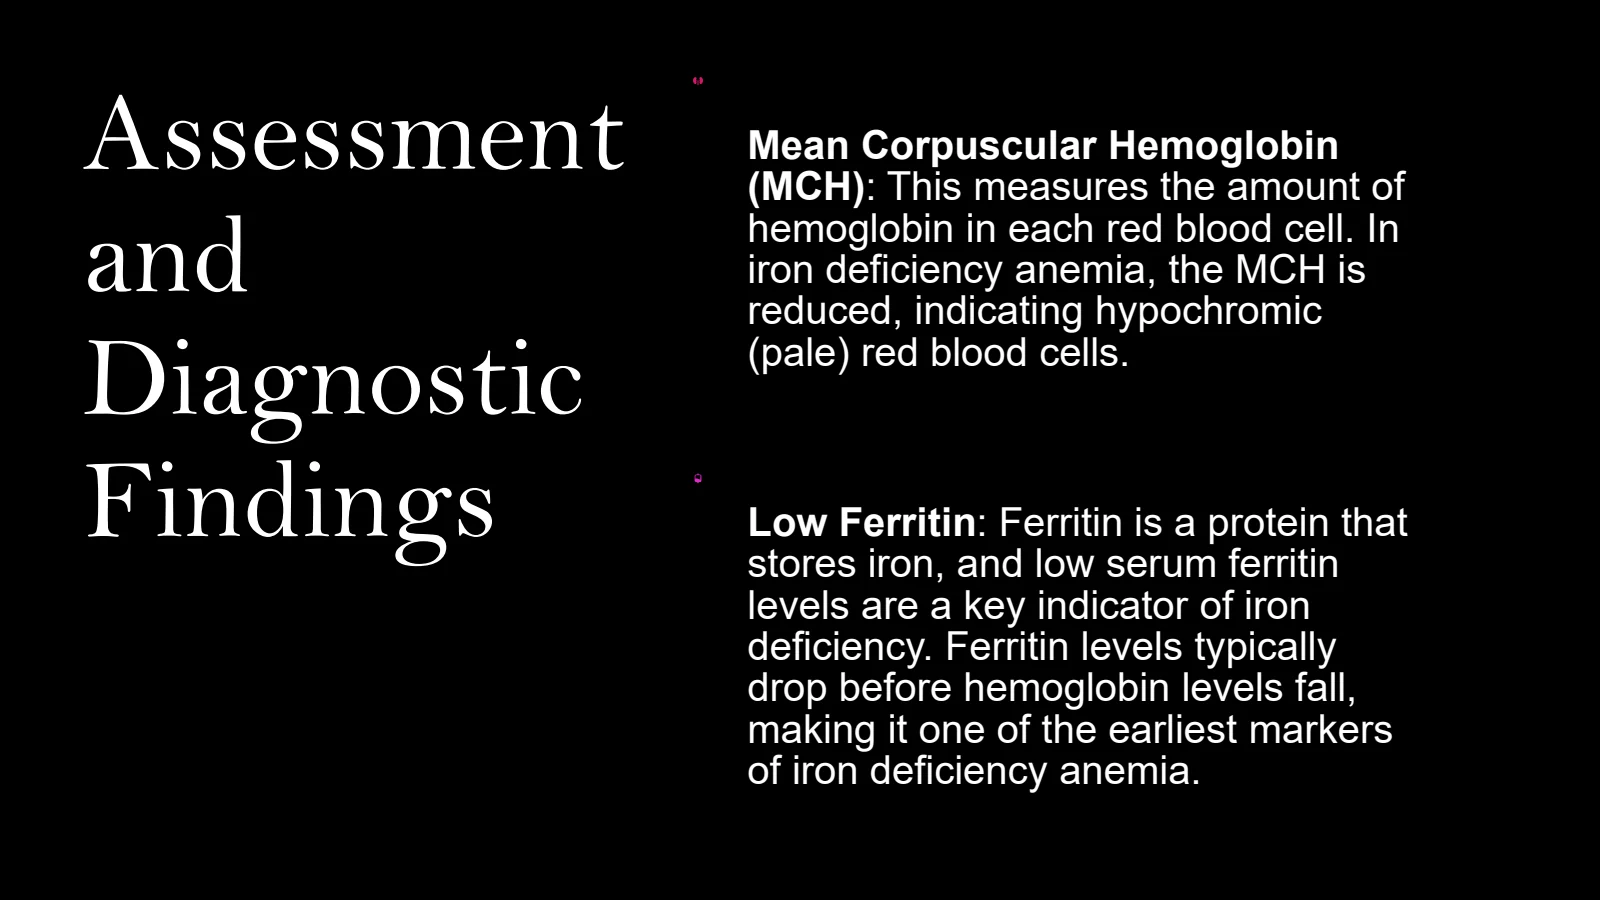 Assessment
and
Diagnostic
Findings
Mean Corpuscular Hemoglobin
(MCH): This measures the amount of
hemoglobin in each red blood cell. In
iron deficiency anemia, the MCH is
reduced, indicating hypochromic
(pale) red blood cells.
Low Ferritin: Ferritin is a protein that
stores iron, and low serum ferritin
levels are a key indicator of iron
deficiency. Ferritin levels typically
drop before hemoglobin levels fall,
making it one of the earliest markers
of iron deficiency anemia.